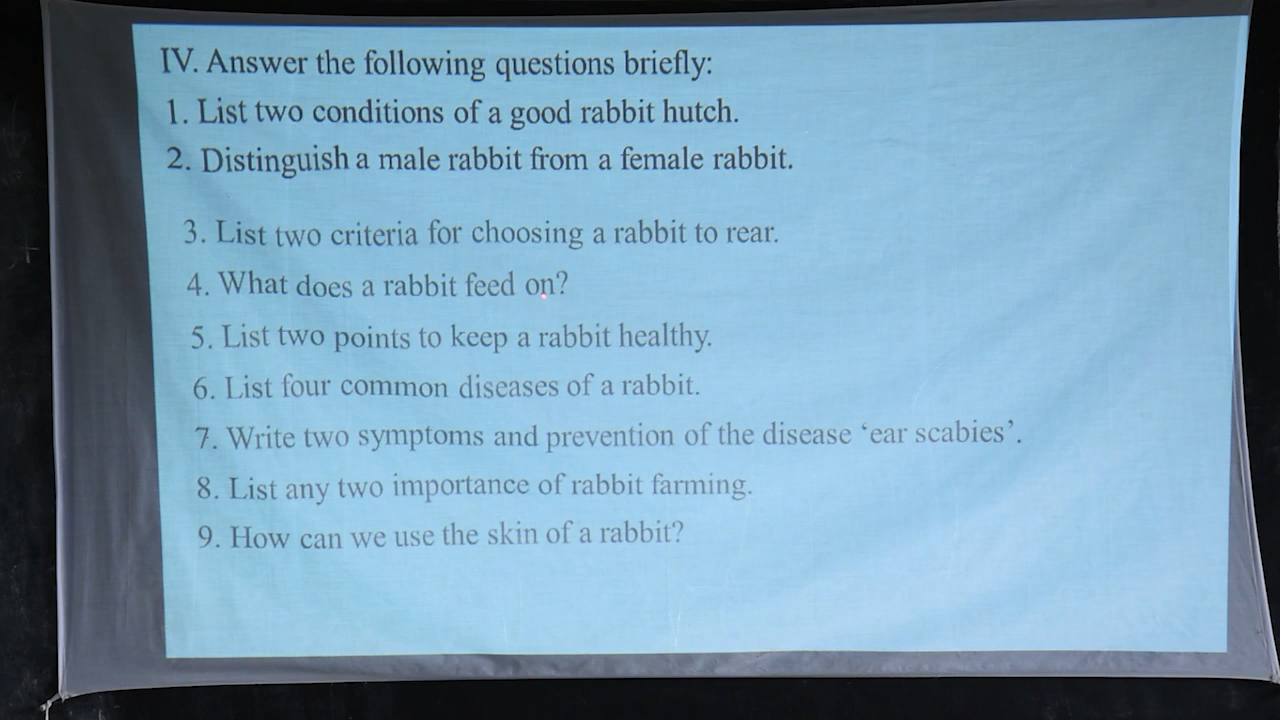 IV. Answer the following questions briefly:
1. List two conditions of a good rabbit hutch.
2. Distinguish a male rabbit from a female rabbit.
3. List two criteria for choosing a rabbit to rear.
4. What does a rabbit feed on?
5. List two points to keep a rabbit healthy.
6. List four common diseases of a rabbit.
7. Write two symptoms and prevention of the disease ‘ear scabies’.
8. List any two importance of rabbit farming.
9. How can we use the skin of a rabbit?